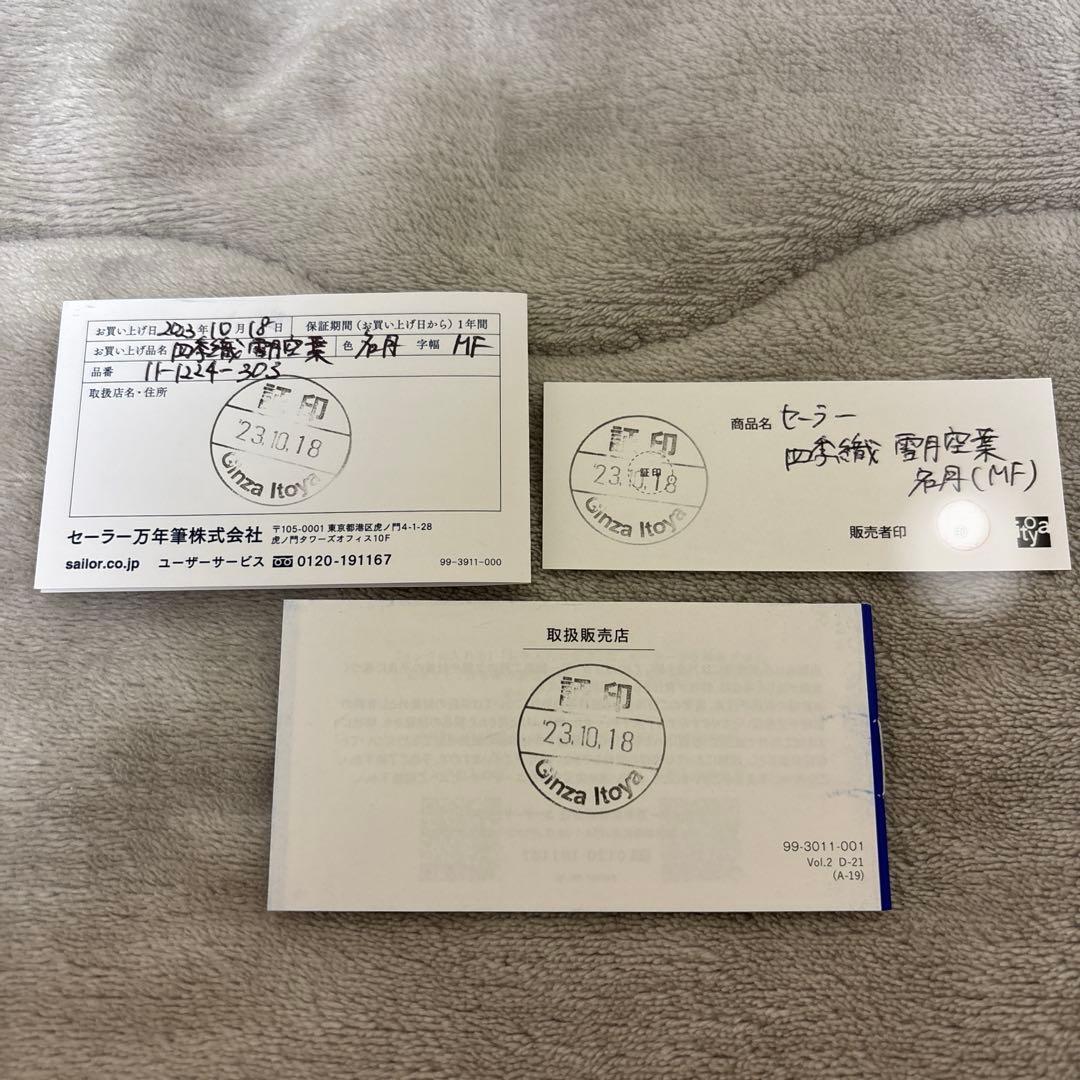 お買い上げ日 2023年10月18日 保証期間(お買い上げ日から)1年間
お買い上げ品名 四季織 雪月空葉 色 名月 字幅 MF
品番 11-1224-303
取扱店名・住所
証印
'23.10.18
Ginza Itoya
セーラー万年筆株式会社 〒105-0001 東京都港区虎ノ門4-1-28
虎ノ門タワーズオフィス10F
sailor.co.jp ユーザーサービス 0120-191167 99-3911-000
商品名 セーラー
四季織 雪月空葉
名月(MF)
証印
'23.10.18
証印
Ginza Itoya
販売者印 印
itoya
取扱販売店
証印
'23.10.18
Ginza Itoya
99-3011-001
Vol.2 D-21
(A-19)